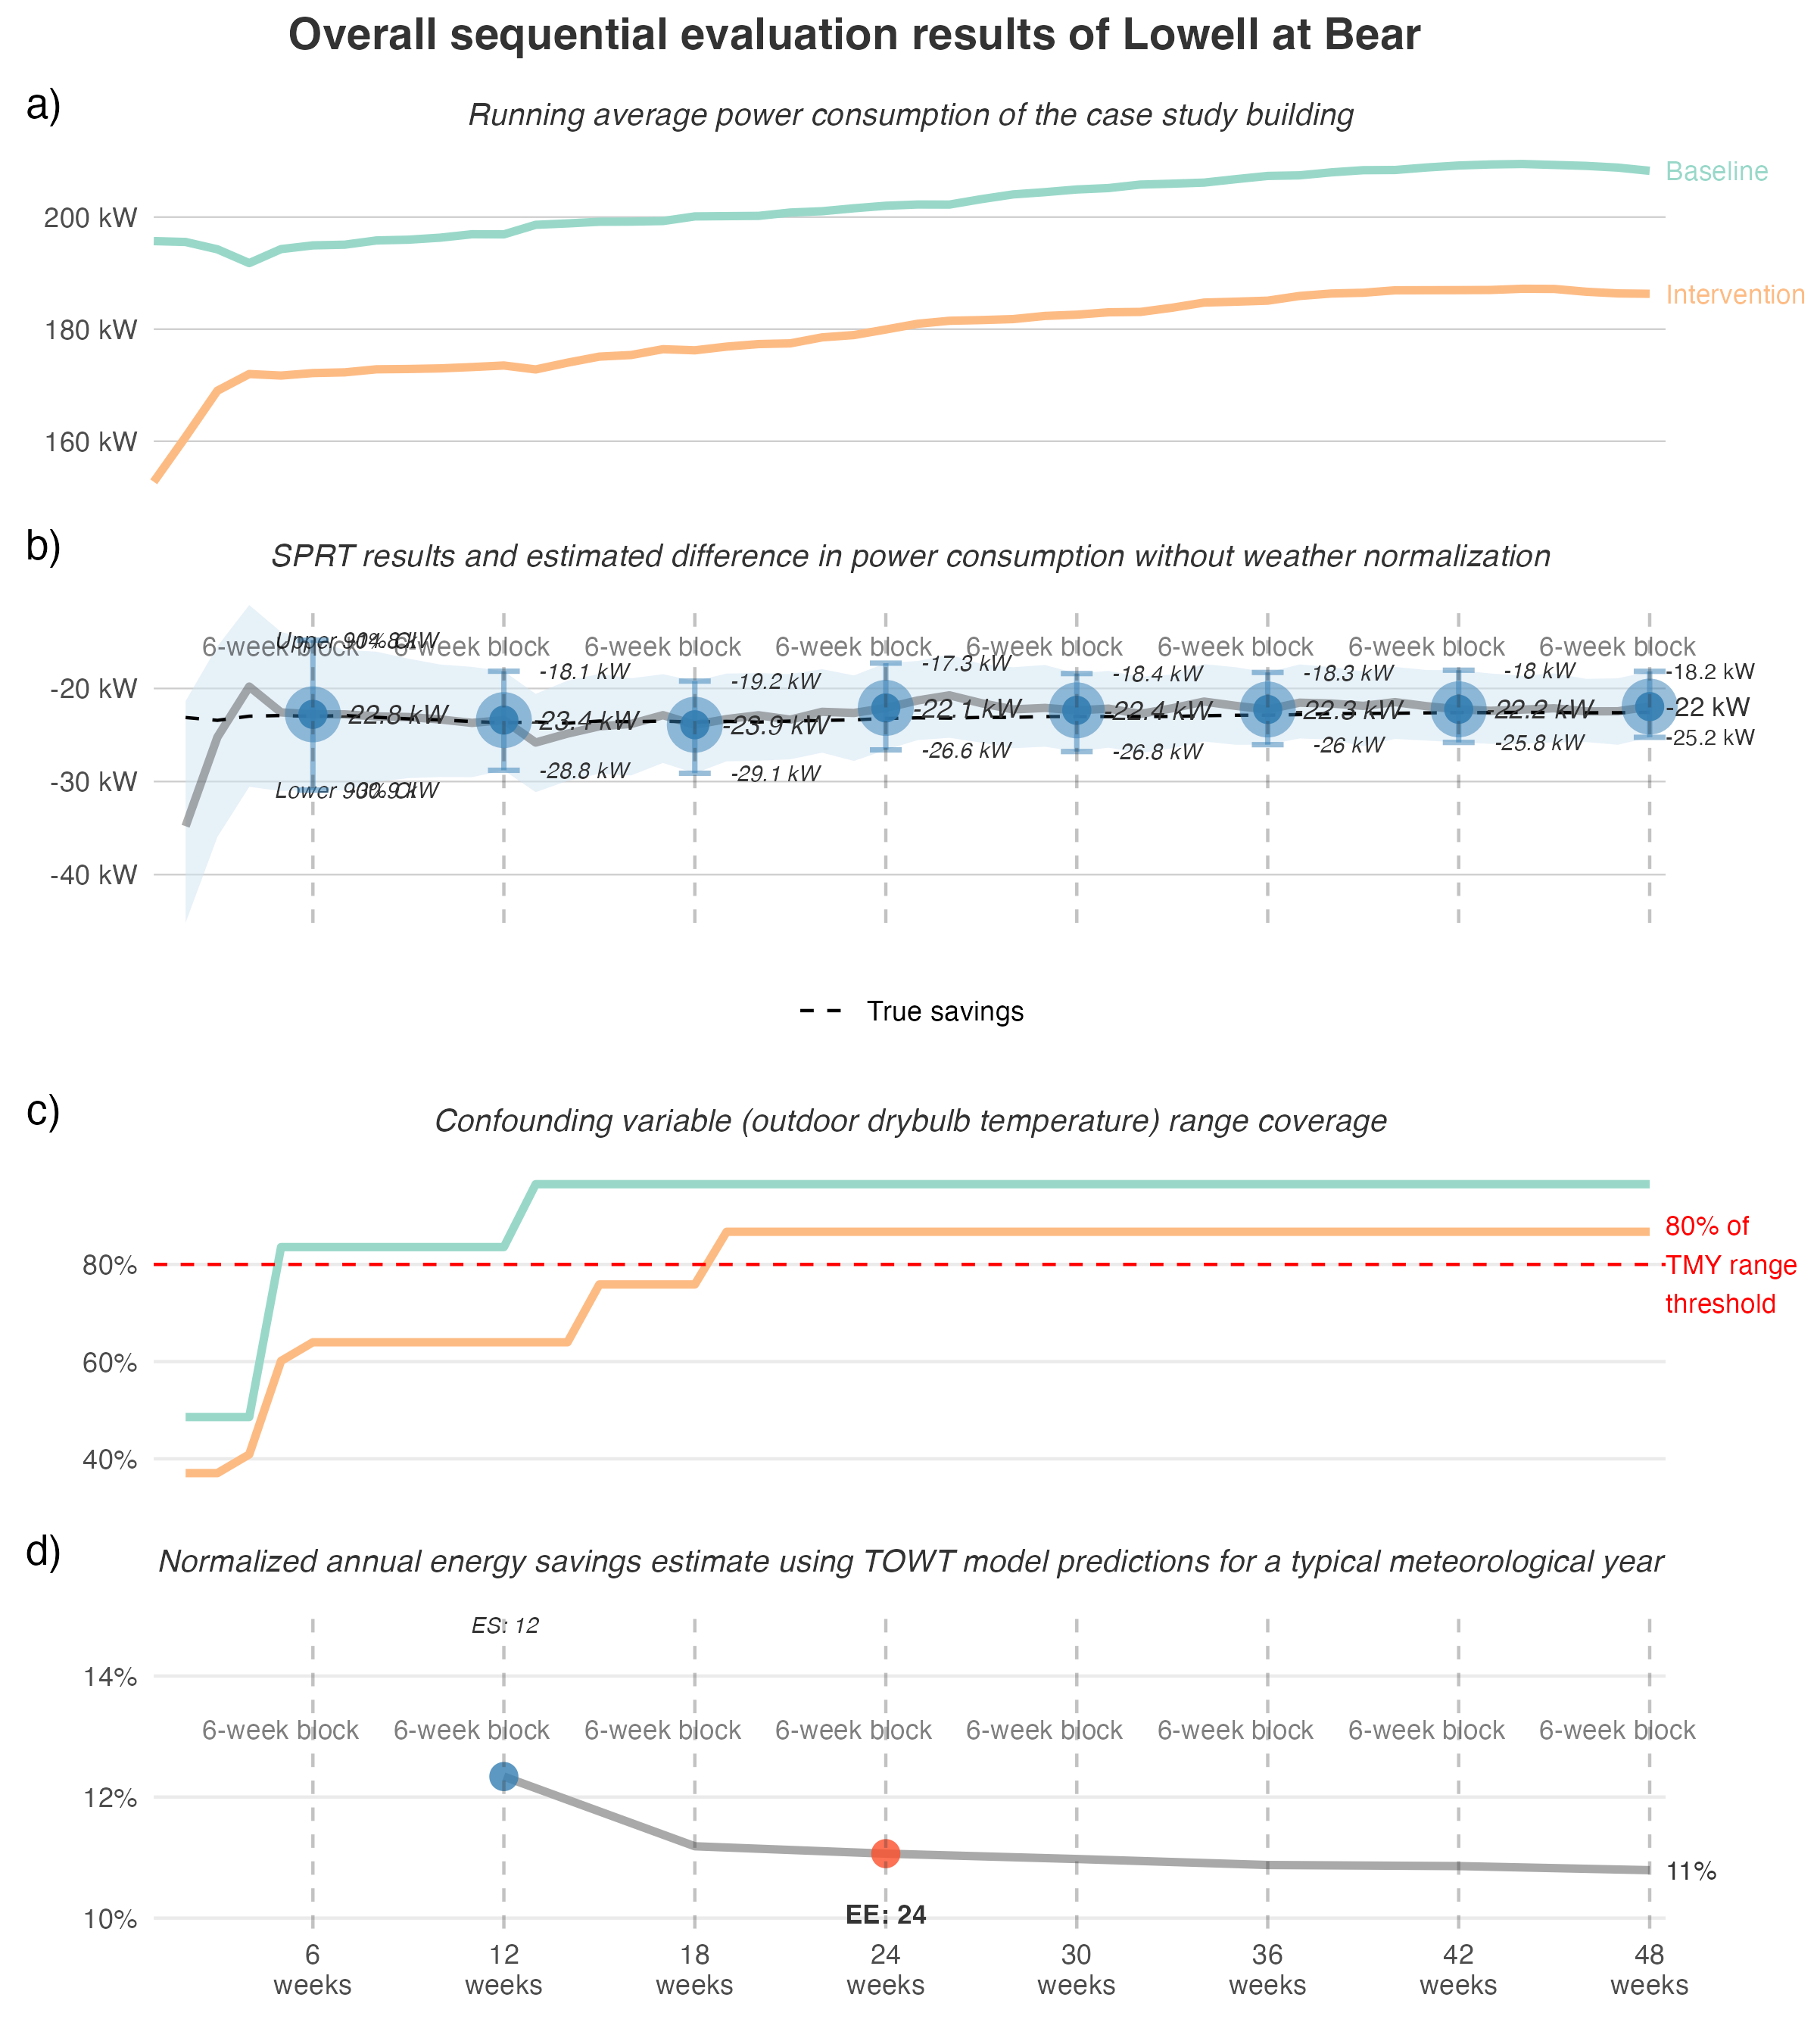 Overall sequential evaluation results of Lowell at Bear
a)
Running average power consumption of the case study building
Baseline
200 kW
Intervention
180 kW
160 kW
b)
SPRT results and estimated difference in power consumption without weather normalization
6-week block 6-week block 6-week block 6-week block 6-week block 6-week block 6-week block 6-week block
Upper 90% CI
-18.1 kW -19.2 kW -17.3 kW -18.4 kW -18.3 kW -18 kW -18.2 kW
-20 kW
-22.8 kW -23.4 kW -23.9 kW -22.1 kW -22.4 kW -22.3 kW -22.2 kW -22 kW
-28.8 kW -29.1 kW -26.6 kW -26.8 kW -26 kW -25.8 kW -25.2 kW
-30 kW
Lower 90% CI -30.9 kW
-40 kW
True savings
c)
Confounding variable (outdoor drybulb temperature) range coverage
80% of
TMY range
threshold
80%
60%
40%
d)
Normalized annual energy savings estimate using TOWT model predictions for a typical meteorological year
ES: 12
14%
6-week block 6-week block 6-week block 6-week block 6-week block 6-week block 6-week block 6-week block
12%
11%
EE: 24
10%
6 12 18 24 30 36 42 48
weeks weeks weeks weeks weeks weeks weeks weeks